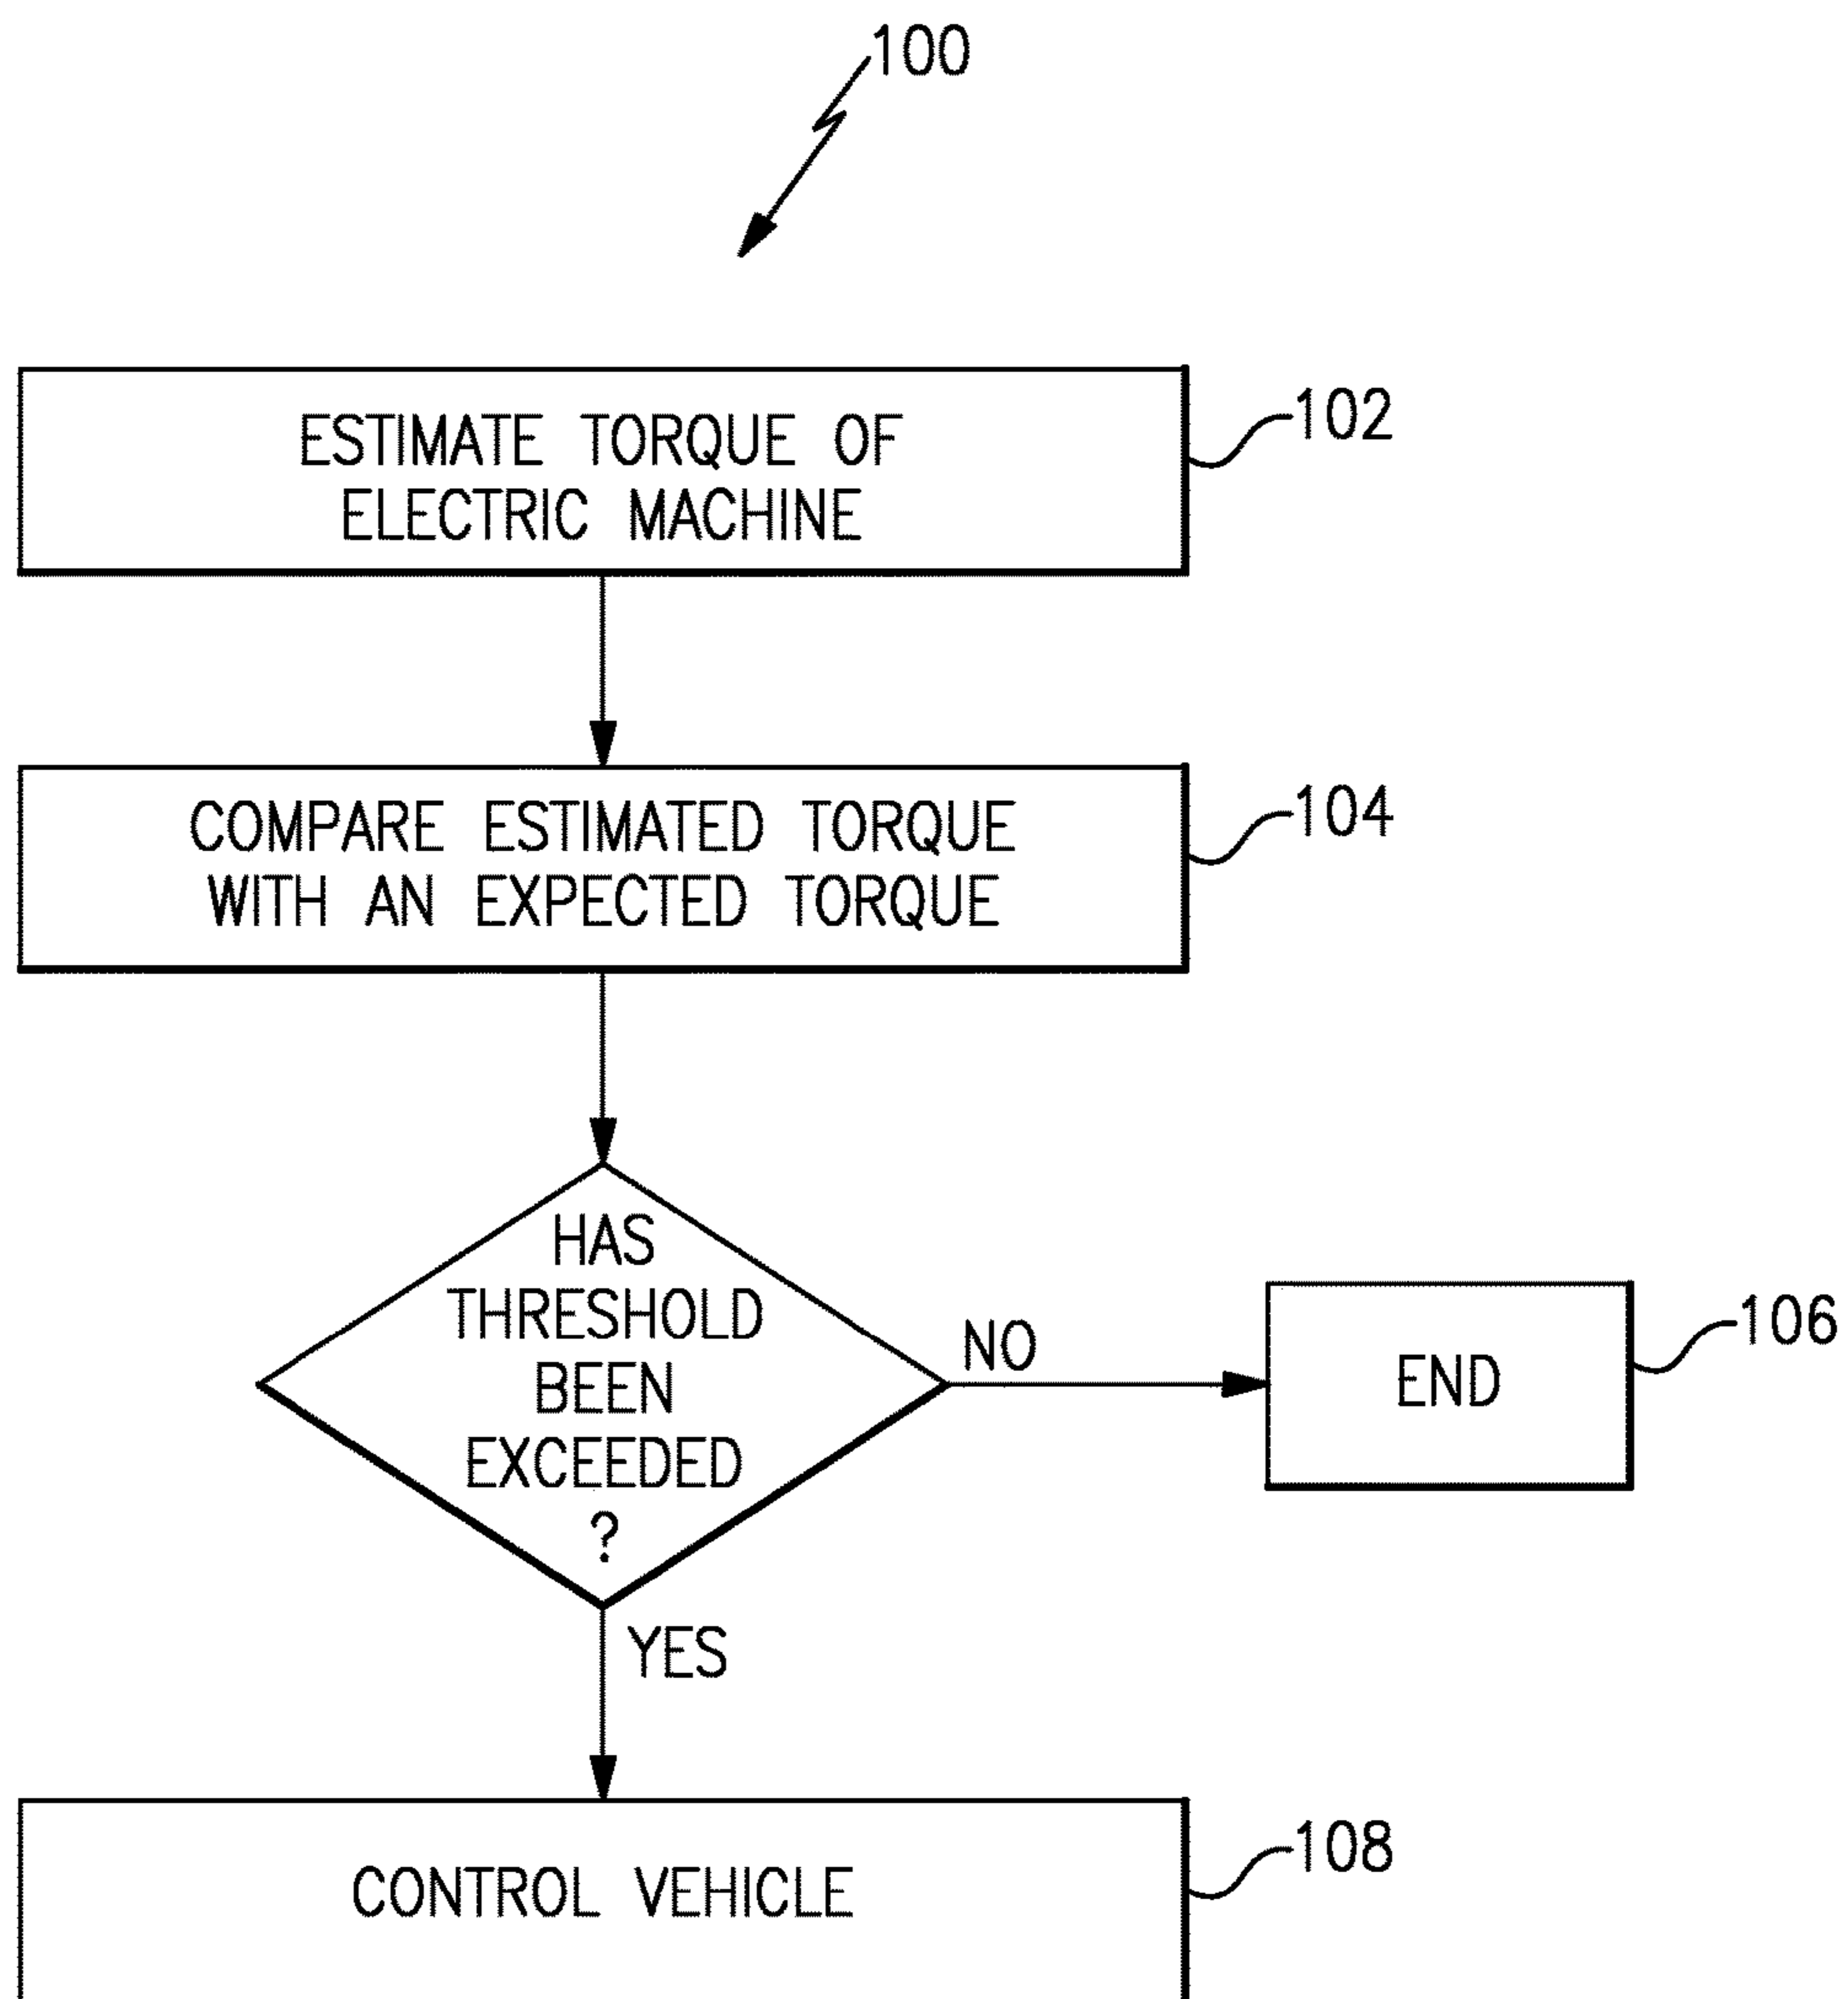 100
ESTIMATE TORQUE OF
ELECTRIC MACHINE
102
COMPARE ESTIMATED TORQUE
WITH AN EXPECTED TORQUE
104
HAS
THRESHOLD
BEEN
EXCEEDED
?
NO
END
106
YES
CONTROL VEHICLE
108